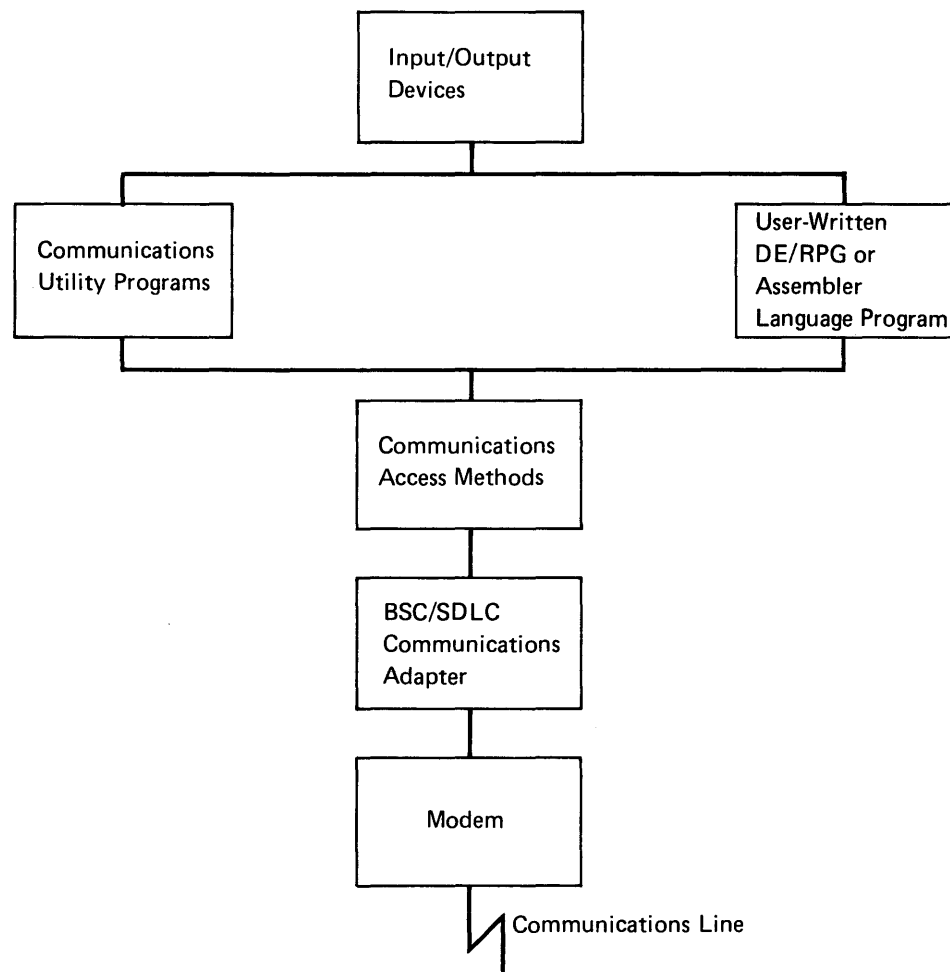 Input/Output
Devices
Communications
Utility Programs
User-Written
DE/RPG or
Assembler
Language Program
Communications
Access Methods
BSC/SDLC
Communications
Adapter
Modem
Communications Line